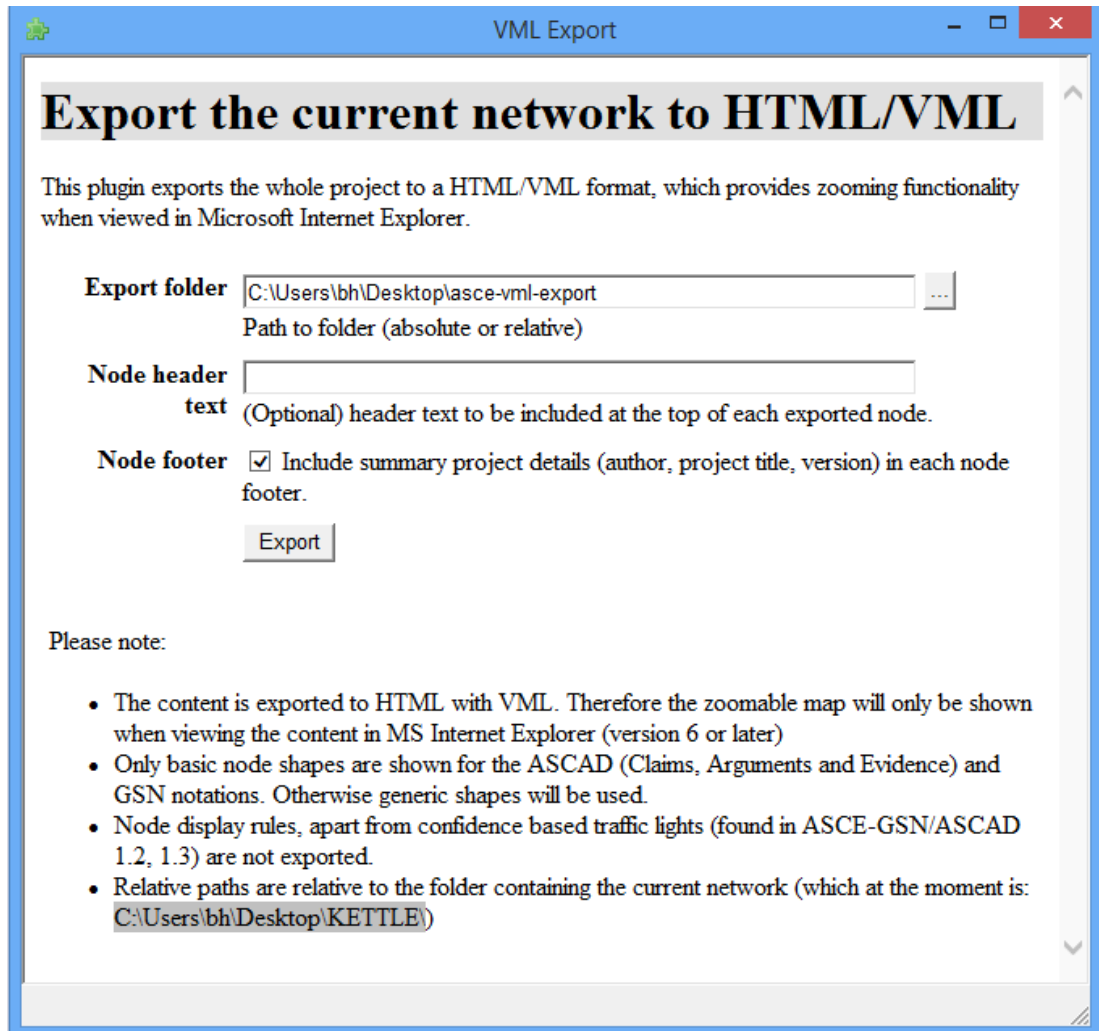 VML Export
Export the current network to HTML/VML
This plugin exports the whole project to a HTML/VML format, which provides zooming functionality
when viewed in Microsoft Internet Explorer.
Export folder
C:\Users\bh\Desktop\asce-vml-export
...
Path to folder (absolute or relative)
Node header
text
(Optional) header text to be included at the top of each exported node.
Node footer
Include summary project details (author, project title, version) in each node
footer.
Export
Please note:
• The content is exported to HTML with VML. Therefore the zoomable map will only be shown
when viewing the content in MS Internet Explorer (version 6 or later)
• Only basic node shapes are shown for the ASCAD (Claims, Arguments and Evidence) and
GSN notations. Otherwise generic shapes will be used.
• Node display rules, apart from confidence based traffic lights (found in ASCE-GSN/ASCAD
1.2, 1.3) are not exported.
• Relative paths are relative to the folder containing the current network (which at the moment is:
C:\Users\bh\Desktop\KETTLE\)